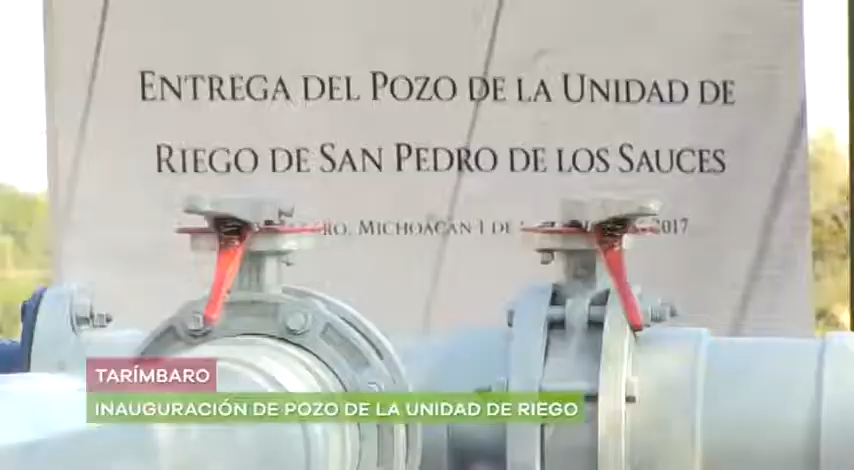 ENTREGA DEL POZO DE LA UNIDAD DE
RIEGO DE SAN PEDRO DE LOS SAUCES
MICHOACÁN 1 DE 2017
TARÍMBARO
INAUGURACIÓN DE POZO DE LA UNIDAD DE RIEGO